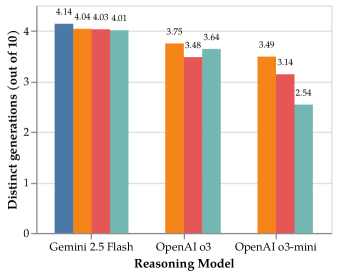 4.14
4.04 4.03 4.01
3.75
3.48 3.64
3.49
3.14
2.54
4
3
2
1
0
Distinct generations (out of 10)
Gemini 2.5 Flash OpenAI o3 OpenAI o3-mini
Reasoning Model